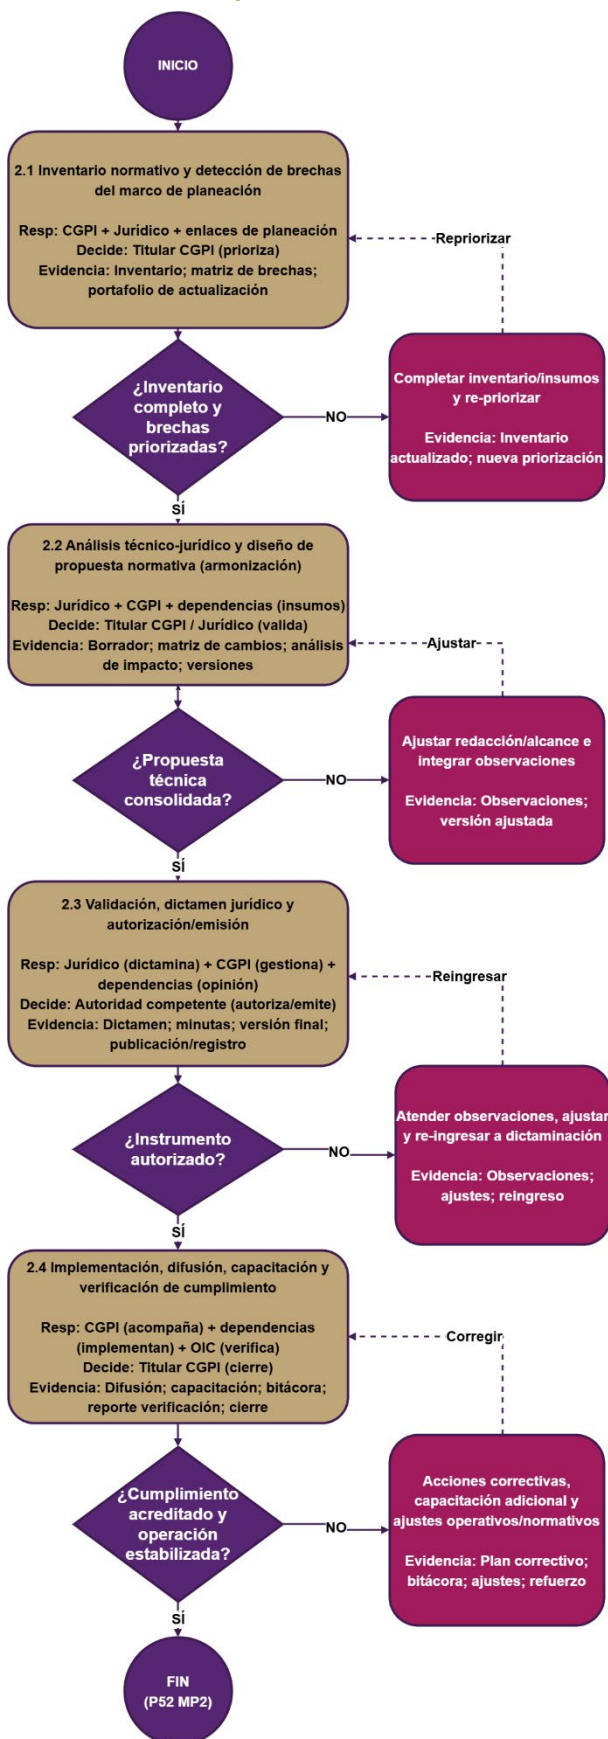 INICIO
2.1 Inventario normativo y detección de brechas
del marco de planeación
Resp: CGPI + Jurídico + enlaces de planeación
Decide: Titular CGPI (prioriza)
Evidencia: Inventario; matriz de brechas;
portafolio de actualización
Repriorizar
¿Inventario
completo y
brechas
priorizadas?
NO
Completar inventario/insumos
y re-priorizar
Evidencia: Inventario
actualizado; nueva priorización
SÍ
2.2 Análisis técnico-jurídico y diseño de
propuesta normativa (armonización)
Resp: Jurídico + CGPI + dependencias (insumos)
Decide: Titular CGPI / Jurídico (valida)
Evidencia: Borrador; matriz de cambios; análisis
de impacto; versiones
Ajustar
¿Propuesta
técnica
consolidada?
NO
Ajustar redacción/alcance e
integrar observaciones
Evidencia: Observaciones;
versión ajustada
SÍ
2.3 Validación, dictamen jurídico y
autorización/emisión
Resp: Jurídico (dictamina) + CGPI (gestiona) +
dependencias (opinión)
Decide: Autoridad competente (autoriza/emite)
Evidencia: Dictamen; minutas; versión final;
publicación/registro
Reingresar
¿Instrumento
autorizado?
NO
Atender observaciones, ajustar
y re-ingresar a dictaminación
Evidencia: Observaciones;
ajustes; reingreso
SÍ
2.4 Implementación, difusión, capacitación y
verificación de cumplimiento
Resp: CGPI (acompaña) + dependencias
(implementan) + OIC (verifica)
Decide: Titular CGPI (cierre)
Evidencia: Difusión; capacitación; bitácora;
reporte verificación; cierre
Corregir
¿Cumplimiento
acreditado y
operación
estabilizada?
NO
Acciones correctivas,
capacitación adicional y
ajustes operativos/normativos
Evidencia: Plan correctivo;
bitácora; ajustes; refuerzo
SÍ
FIN
(P52 MP2)